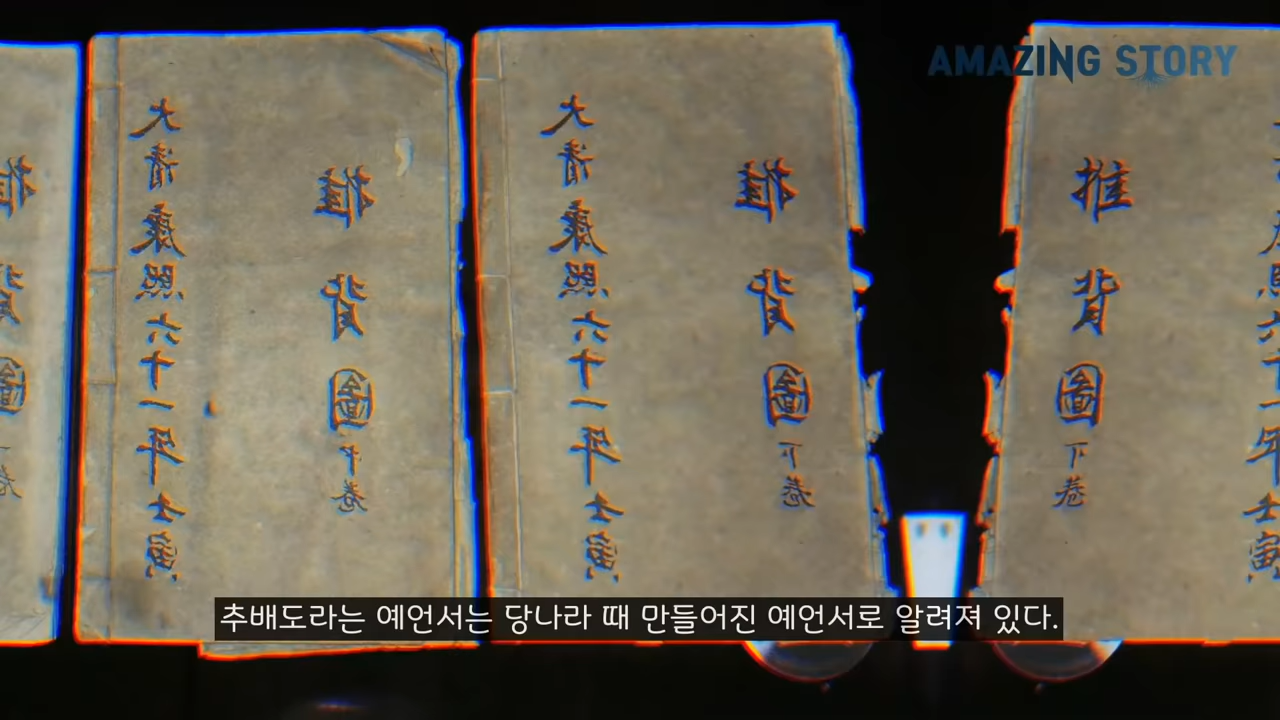 AMAZING STORY
大清康熙六十一年壬寅
推背圖
中卷
大清康熙六十一年壬寅
推背圖
下卷
推背圖
下卷
추배도라는 예언서는 당나라 때 만들어진 예언서로 알려져 있다.